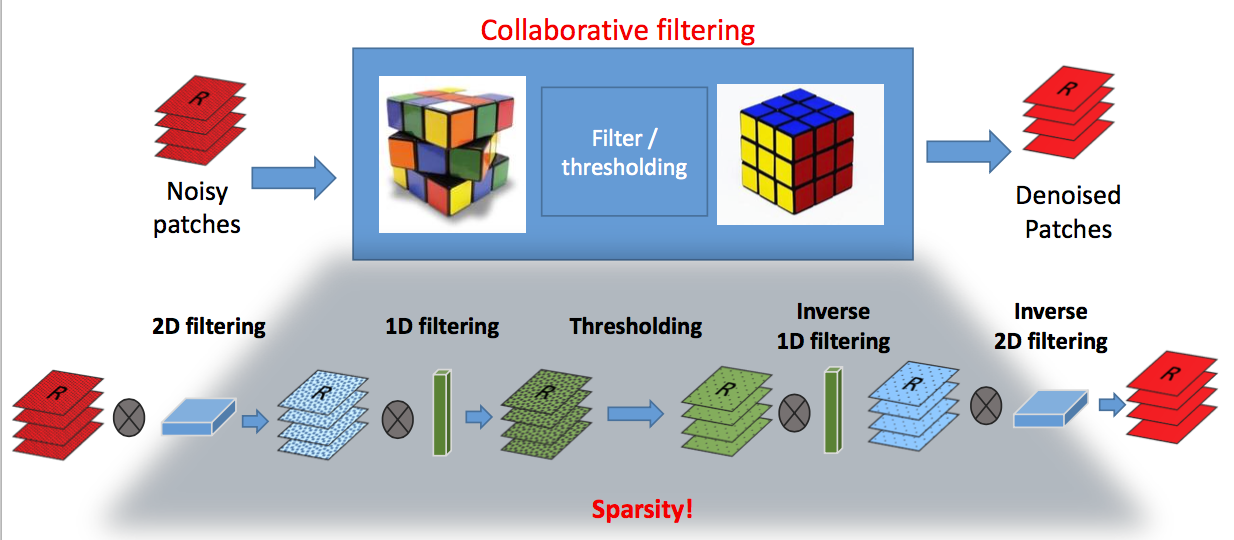 Collaborative filtering
R
Noisy
patches
Filter /
thresholding
R
Denoised
Patches
2D filtering
1D filtering
Thresholding
Inverse
1D filtering
Inverse
2D filtering
R
R
R
R
R
R
Sparsity!